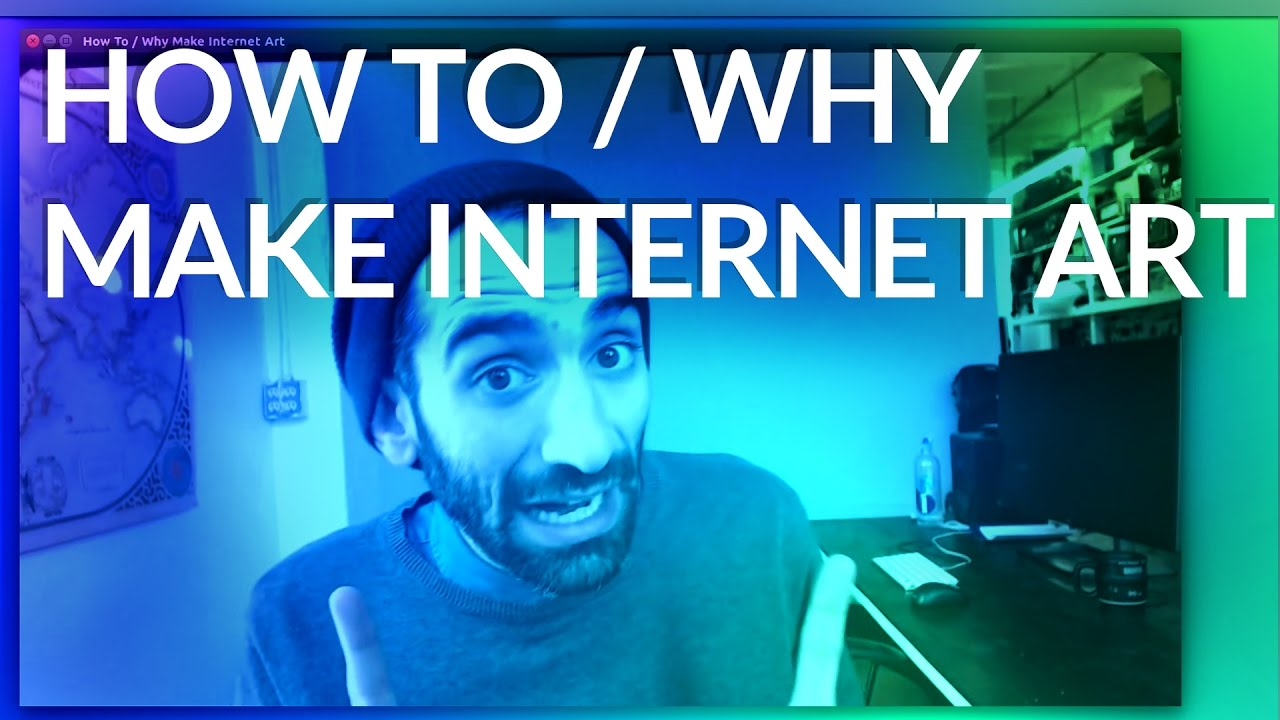 How To / Why Make Internet Art
HOW TO / WHY
MAKE INTERNET ART